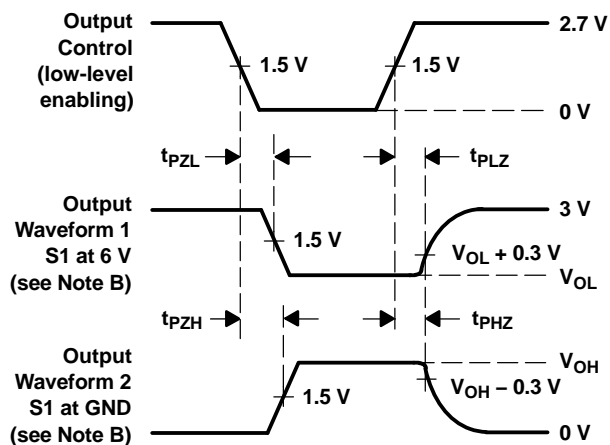 Output
Control
(low-level
enabling)
2.7 V
1.5 V
1.5 V
0 V
tPZL
tPLZ
Output
Waveform 1
S1 at 6 V
(see Note B)
3 V
1.5 V
VOL + 0.3 V
VOL
tPZH
tPHZ
Output
Waveform 2
S1 at GND
(see Note B)
VOH
1.5 V
VOH − 0.3 V
0 V